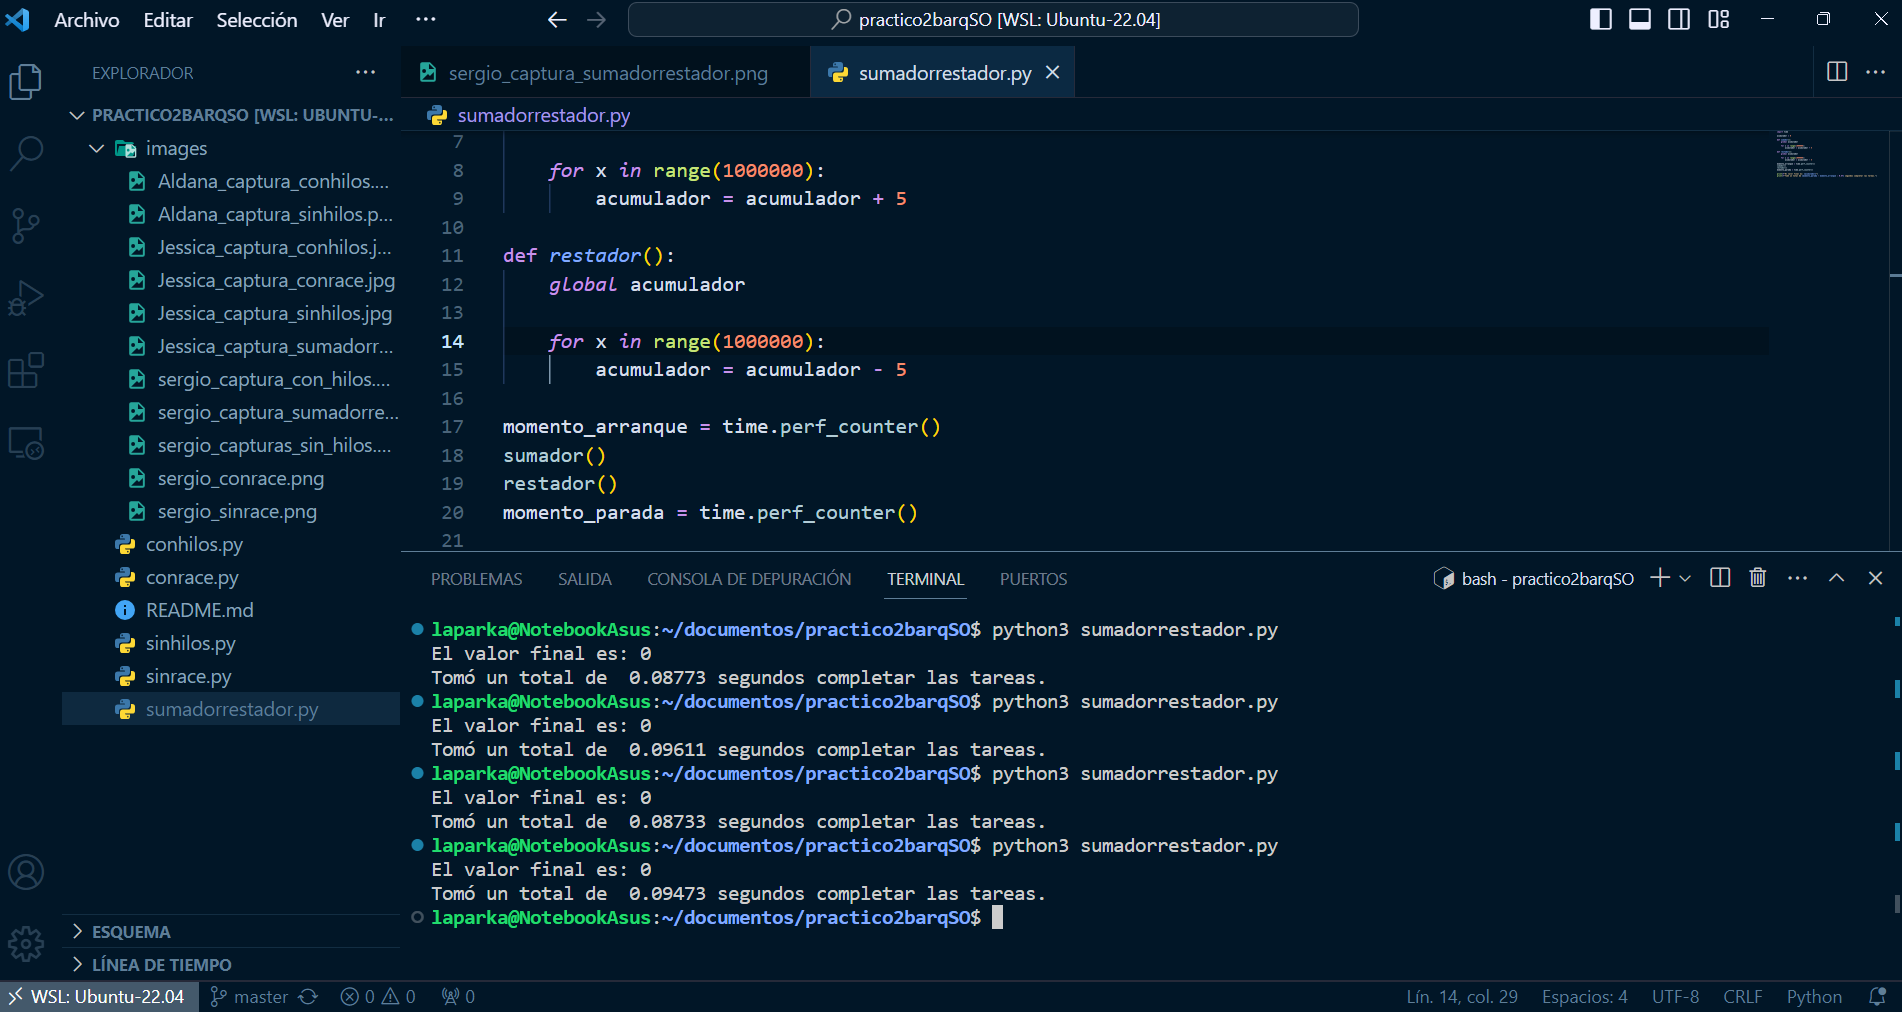 Archivo Editar Selección Ver Ir ···
practico2barqSO [WSL: Ubuntu-22.04]
EXPLORADOR
PRACTICO2BARQSO [WSL: UBUNTU-...
images
Aldana_captura_conhilos....
Aldana_captura_sinhilos.p...
Jessica_captura_conhilos.j...
Jessica_captura_conrace.jpg
Jessica_captura_sinhilos.jpg
Jessica_captura_sumadorr...
sergio_captura_con_hilos....
sergio_captura_sumadorre...
sergio_capturas_sin_hilos....
sergio_conrace.png
sergio_sinrace.png
conhilos.py
conrace.py
README.md
sinhilos.py
sinrace.py
sumadorrestador.py
ESQUEMA
LÍNEA DE TIEMPO
sergio_captura_sumadorrestador.png
sumadorrestador.py
sumadorrestador.py
7
8 for x in range(1000000):
9 acumulador = acumulador + 5
10
11 def restador():
12 global acumulador
13
14 for x in range(1000000):
15 acumulador = acumulador - 5
16
17 momento_arranque = time.perf_counter()
18 sumador()
19 restador()
20 momento_parada = time.perf_counter()
21
PROBLEMAS SALIDA CONSOLA DE DEPURACIÓN TERMINAL PUERTOS
bash - practico2barqSO
laparka@NotebookAsus:~/documentos/practico2barqSO$ python3 sumadorrestador.py
El valor final es: 0
Tomó un total de  0.08773 segundos completar las tareas.
laparka@NotebookAsus:~/documentos/practico2barqSO$ python3 sumadorrestador.py
El valor final es: 0
Tomó un total de  0.09611 segundos completar las tareas.
laparka@NotebookAsus:~/documentos/practico2barqSO$ python3 sumadorrestador.py
El valor final es: 0
Tomó un total de  0.08733 segundos completar las tareas.
laparka@NotebookAsus:~/documentos/practico2barqSO$ python3 sumadorrestador.py
El valor final es: 0
Tomó un total de  0.09473 segundos completar las tareas.
laparka@NotebookAsus:~/documentos/practico2barqSO$
WSL: Ubuntu-22.04 master 0 0 0
Lín. 14, col. 29 Espacios: 4 UTF-8 CRLF Python